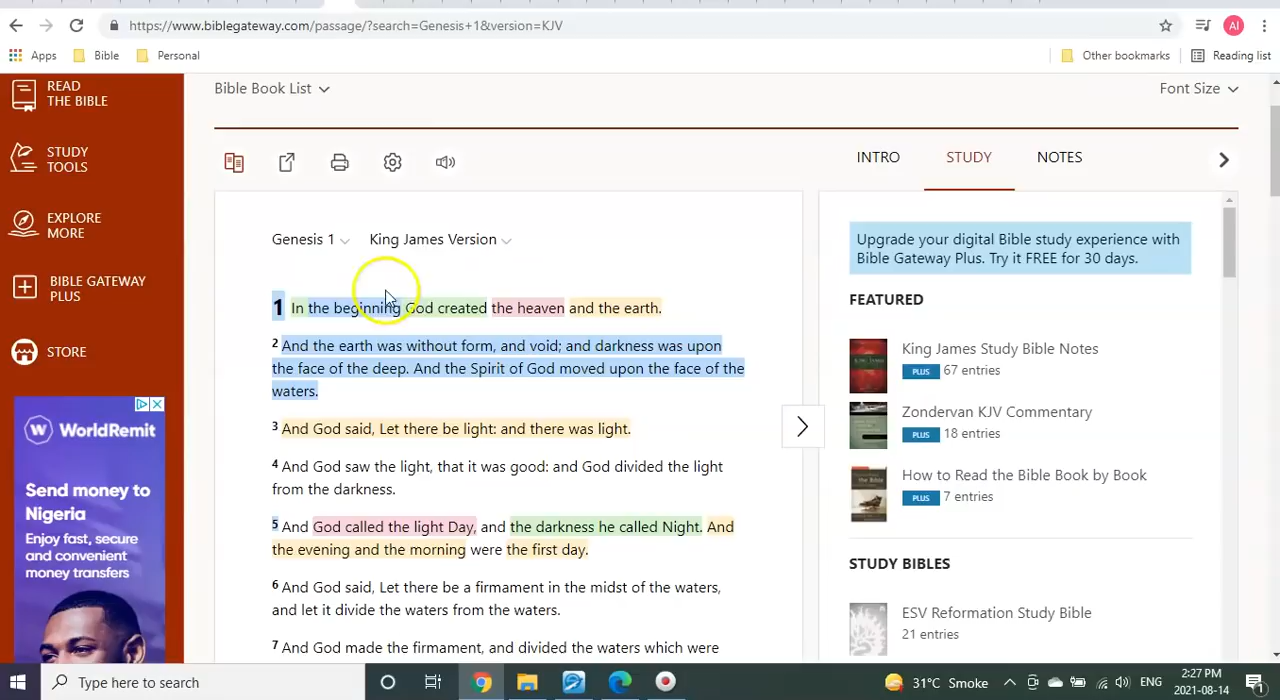 https://www.biblegateway.com/passage/?search=Genesis+1&version=KJV
AI
Apps
Bible
Personal
Other bookmarks
Reading list
READ
THE BIBLE
STUDY
TOOLS
EXPLORE
MORE
BIBLE GATEWAY
PLUS
STORE
WorldRemit
Send money to
Nigeria
Enjoy fast, secure
and convenient
money transfers
Bible Book List
Font Size
Genesis 1
King James Version
1 In the beginning God created the heaven and the earth.
2 And the earth was without form, and void; and darkness was upon
the face of the deep. And the Spirit of God moved upon the face of the
waters.
3 And God said, Let there be light: and there was light.
4 And God saw the light, that it was good: and God divided the light
from the darkness.
5 And God called the light Day, and the darkness he called Night. And
the evening and the morning were the first day.
6 And God said, Let there be a firmament in the midst of the waters,
and let it divide the waters from the waters.
7 And God made the firmament, and divided the waters which were
INTRO
STUDY
NOTES
Upgrade your digital Bible study experience with
Bible Gateway Plus. Try it FREE for 30 days.
FEATURED
King James Study Bible Notes
PLUS 67 entries
Zondervan KJV Commentary
PLUS 18 entries
How to Read the Bible Book by Book
PLUS 7 entries
STUDY BIBLES
ESV Reformation Study Bible
21 entries
Type here to search
31°C Smoke
ENG
2:27 PM
2021-08-14
1